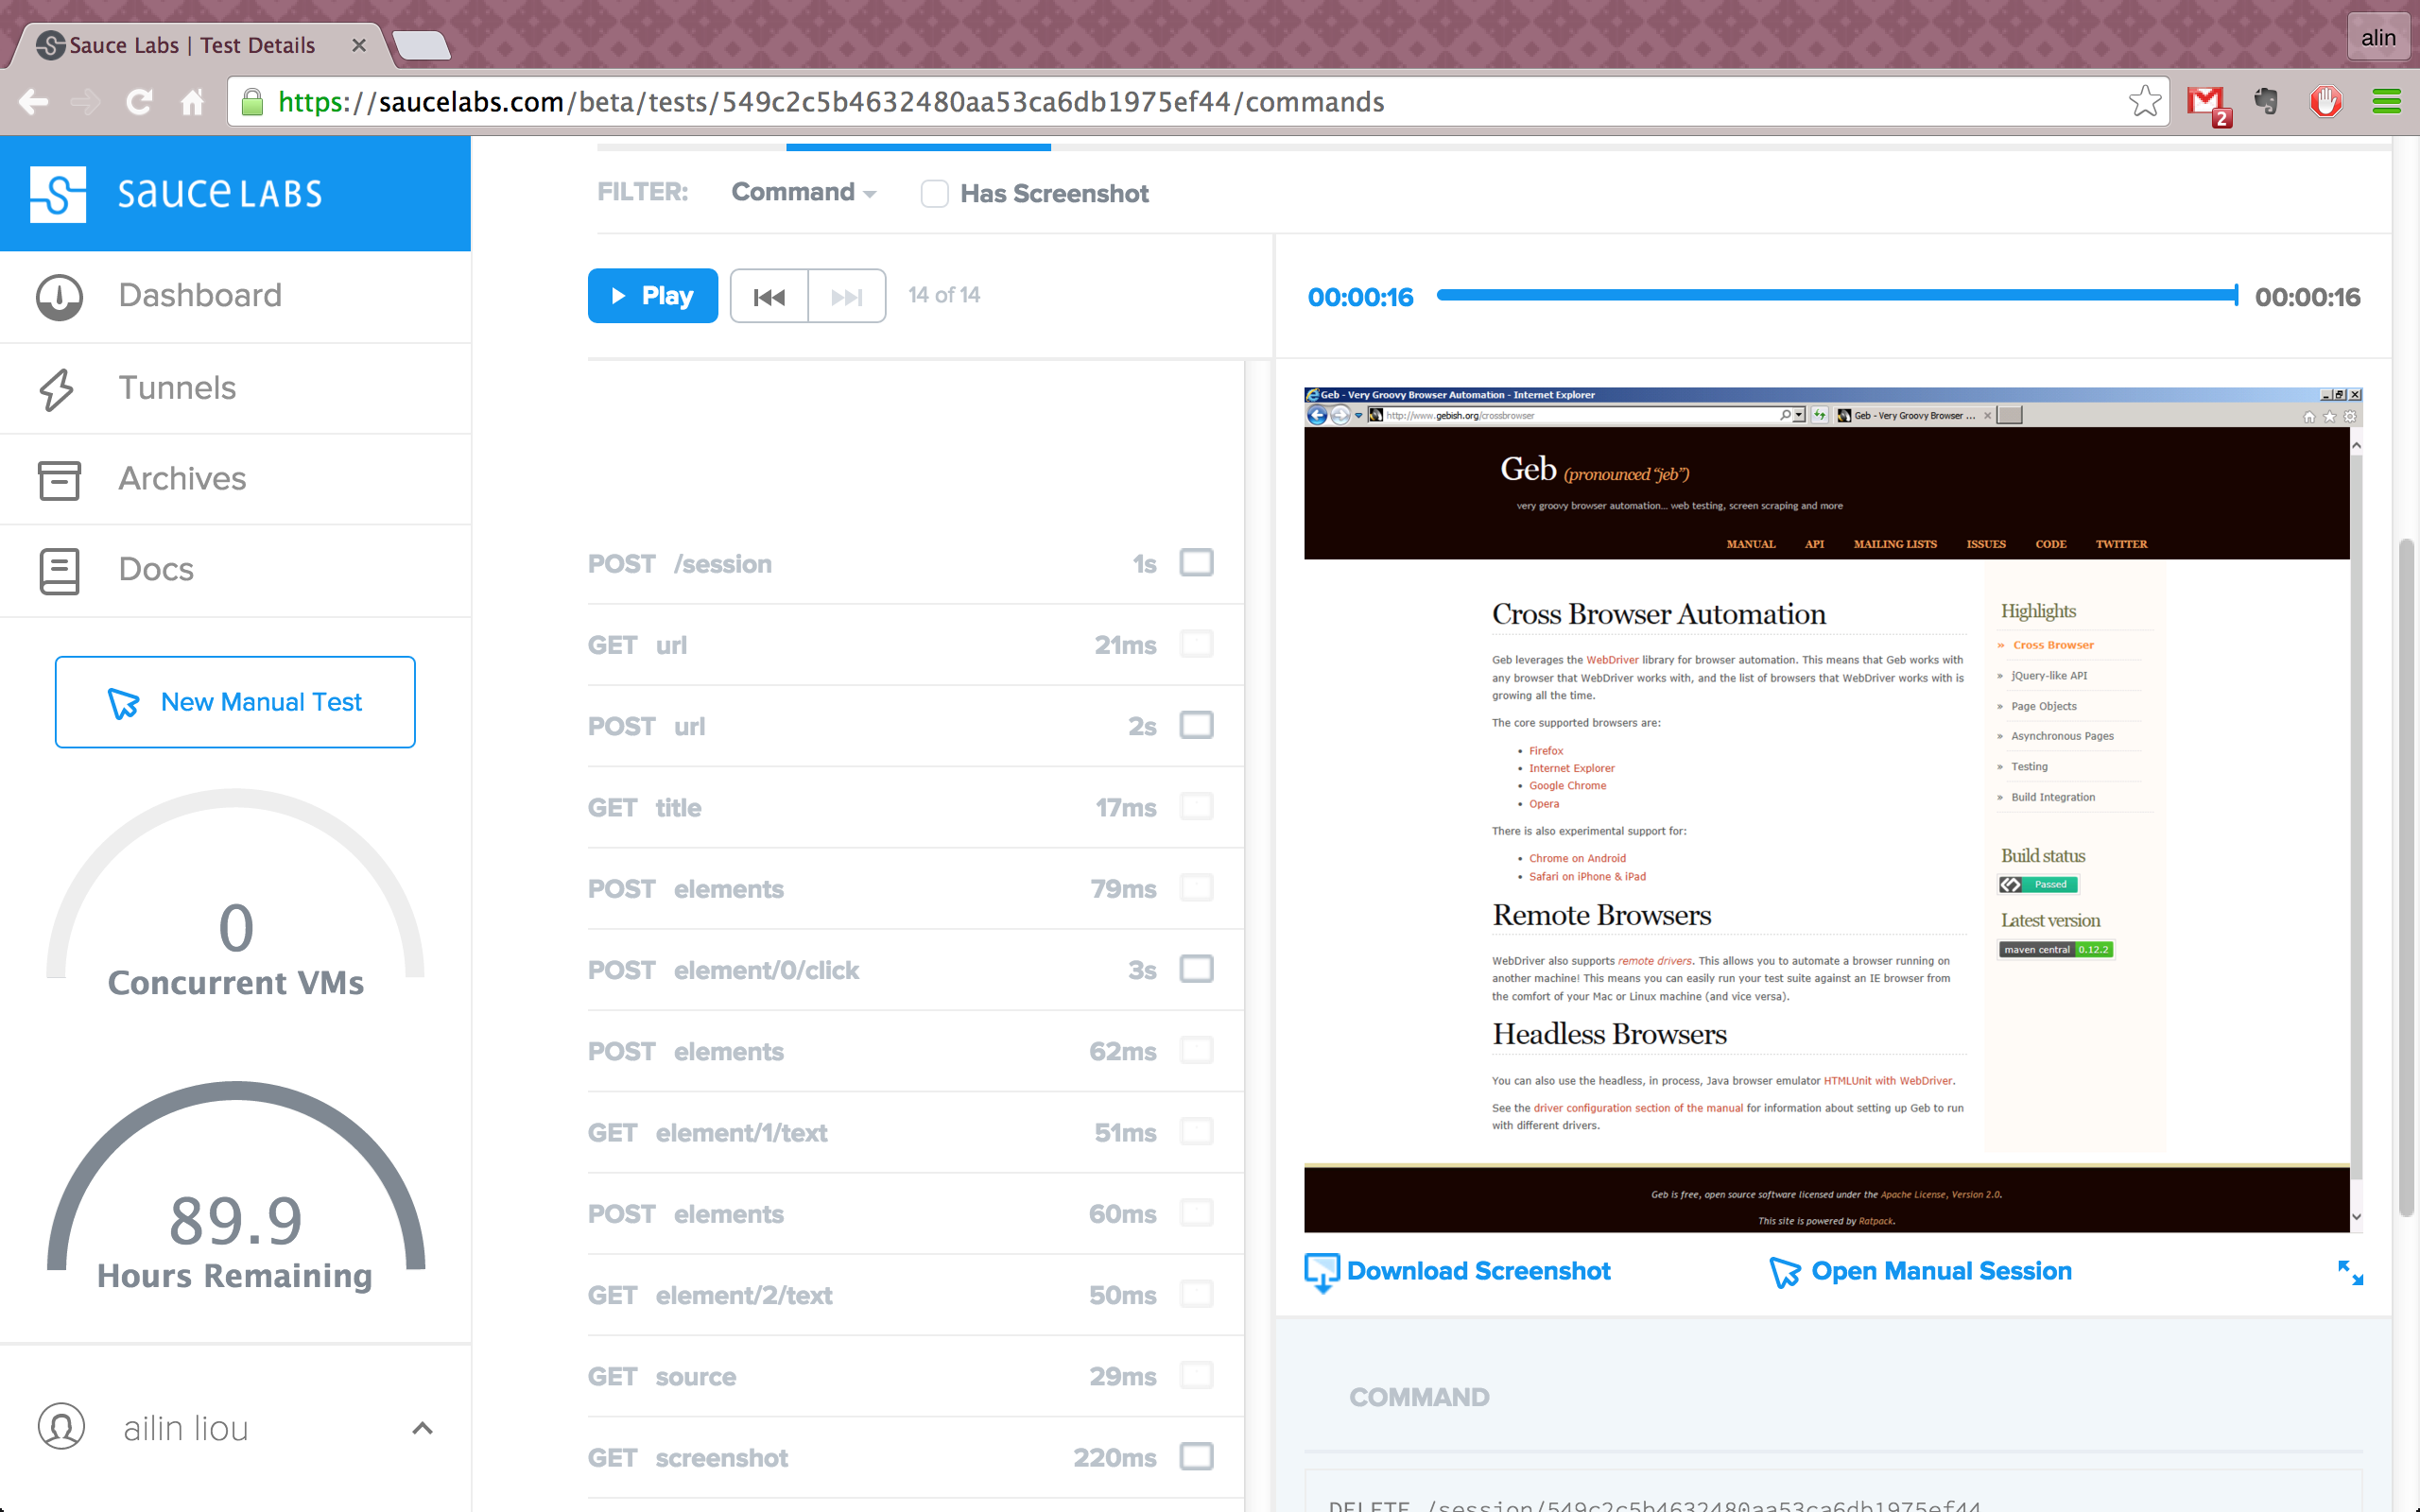 Sauce Labs | Test Details
alin
https://saucelabs.com/beta/tests/549c2c5b4632480aa53ca6db1975ef44/commands
2
sauce LABS
Dashboard
Tunnels
Archives
Docs
New Manual Test
0
Concurrent VMs
89.9
Hours Remaining
ailin liou
FILTER: Command Has Screenshot
Play 14 of 14
POST /session 1s
GET url 21ms
POST url 2s
GET title 17ms
POST elements 79ms
POST element/0/click 3s
POST elements 62ms
GET element/1/text 51ms
POST elements 60ms
GET element/2/text 50ms
GET source 29ms
GET screenshot 220ms
00:00:16 00:00:16
Geb - Very Groovy Browser Automation - Internet Explorer
http://www.gebish.org/crossbrowser
Geb - Very Groovy Browser ...
Geb (pronounced “jeb”)
very groovy browser automation... web testing, screen scraping and more
MANUAL API MAILING LISTS ISSUES CODE TWITTER
Cross Browser Automation
Geb leverages the WebDriver library for browser automation. This means that Geb works with
any browser that WebDriver works with, and the list of browsers that WebDriver works with is
growing all the time.
The core supported browsers are:
• Firefox
• Internet Explorer
• Google Chrome
• Opera
There is also experimental support for:
• Chrome on Android
• Safari on iPhone & iPad
Remote Browsers
WebDriver also supports remote drivers. This allows you to automate a browser running on
another machine! This means you can easily run your test suite against an IE browser from
the comfort of your Mac or Linux machine (and vice versa).
Headless Browsers
You can also use the headless, in process, Java browser emulator HTMLUnit with WebDriver.
See the driver configuration section of the manual for information about setting up Geb to run
with different drivers.
Highlights
» Cross Browser
» jQuery-like API
» Page Objects
» Asynchronous Pages
» Testing
» Build Integration
Build status
Passed
Latest version
maven central 0.12.2
Geb is free, open source software licensed under the Apache License, Version 2.0.
This site is powered by Ratpack.
Download Screenshot
Open Manual Session
COMMAND
DELETE /session/549c2c5b4632480aa53ca6db1975ef44